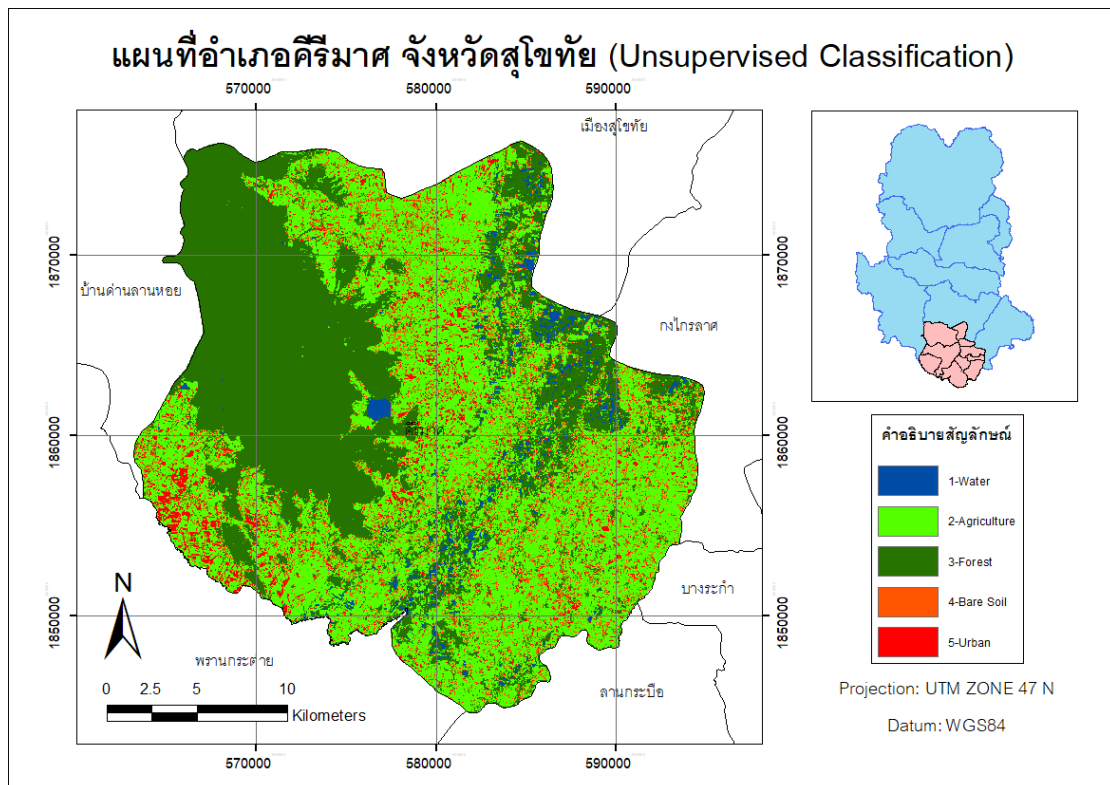 แผนที่อำเภอคีรีมาศ จังหวัดสุโขทัย (Unsupervised Classification)
570000 580000 590000
เมืองสุโขทัย
1870000 1870000
บ้านด่านลานหอย
กงไกรลาศ
คีรีมาศ
1860000 1860000
คำอธิบายสัญลักษณ์
1-Water
2-Agriculture
3-Forest
4-Bare Soil
5-Urban
บางระกำ
1850000 1850000
N
พรานกระต่าย
ลานกระบือ
0 2.5 5 10
Kilometers
Projection: UTM ZONE 47 N
Datum: WGS84
570000 580000 590000